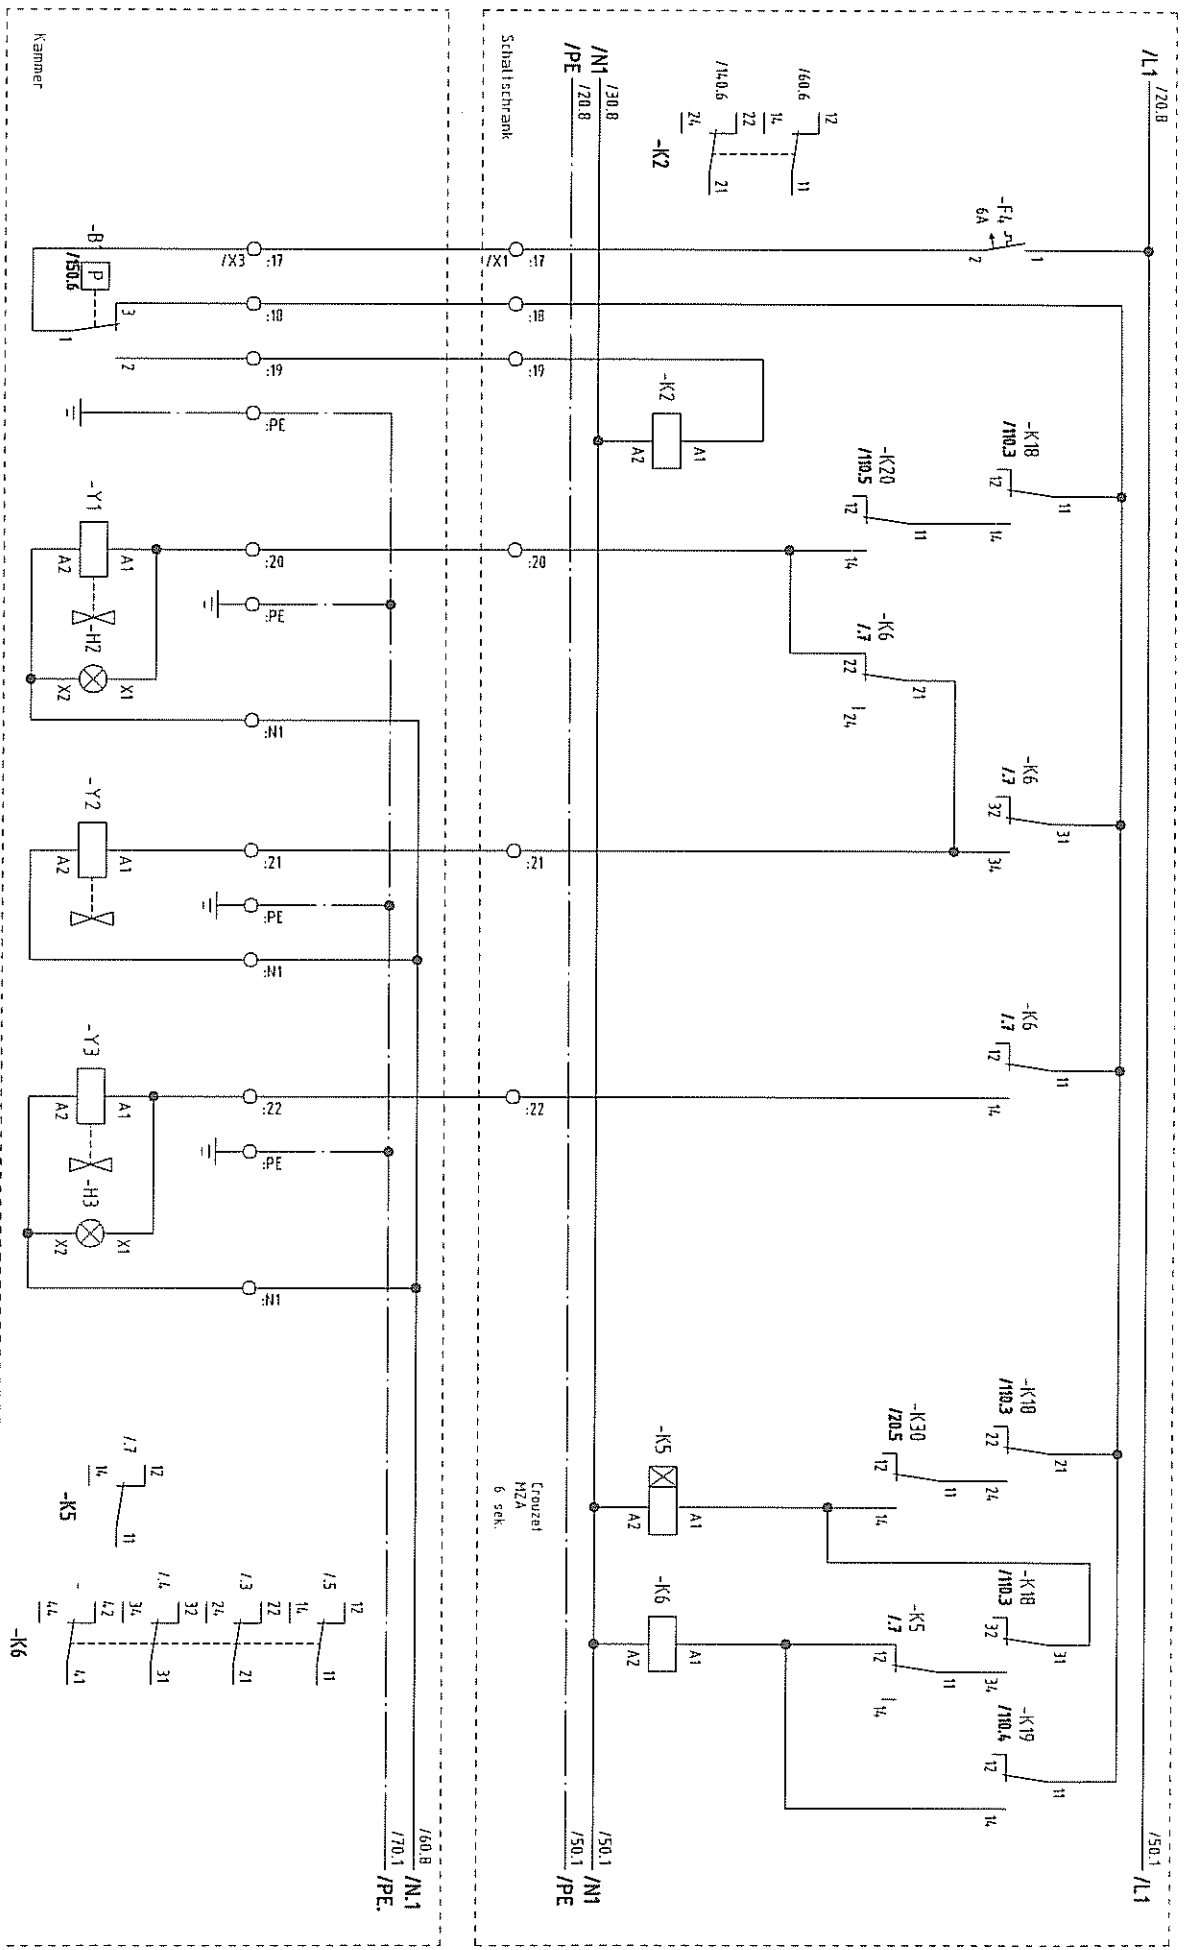 /L1 /20.8
/50.1 /L1
-F4
6A
1
2
-K18
/110.3
11
12
14
-K20
/110.5
11
12
14
-K6
/.7
21
22
24
-K6
/.7
31
32
34
-K6
/.7
11
12
14
-K18
/110.3
21
22
24
-K30
/20.5
11
12
14
-K18
/110.3
31
32
34
-K5
/.7
11
12
14
-K19
/110.4
11
12
14
/60.6
12
14
11
/140.6
22
24
21
-K2
-K2
A1
A2
-K5
A1
A2
-K6
A1
A2
Crouzet
MZA
6 sek.
/N1 /30.8
/50.1 /N1
/PE /20.8
/50.1 /PE
Schaltschrank
/X1 :17
:18
:19
:20
:21
:22
/60.8 /N.1
/70.1 /PE.
/X3 :17
:18
:19
:PE
:20
:PE
:N1
:21
:PE
:N1
:22
:PE
:N1
-B
/150.6
P
3
1
2
-Y1
A1
A2
-H2
X1
X2
-Y2
A1
A2
-Y3
A1
A2
-H3
X1
X2
/.7
12
14
11
-K5
/.5
12
14
11
/.3
22
24
21
/.4
32
34
31
-
42
44
41
-K6
Kammer